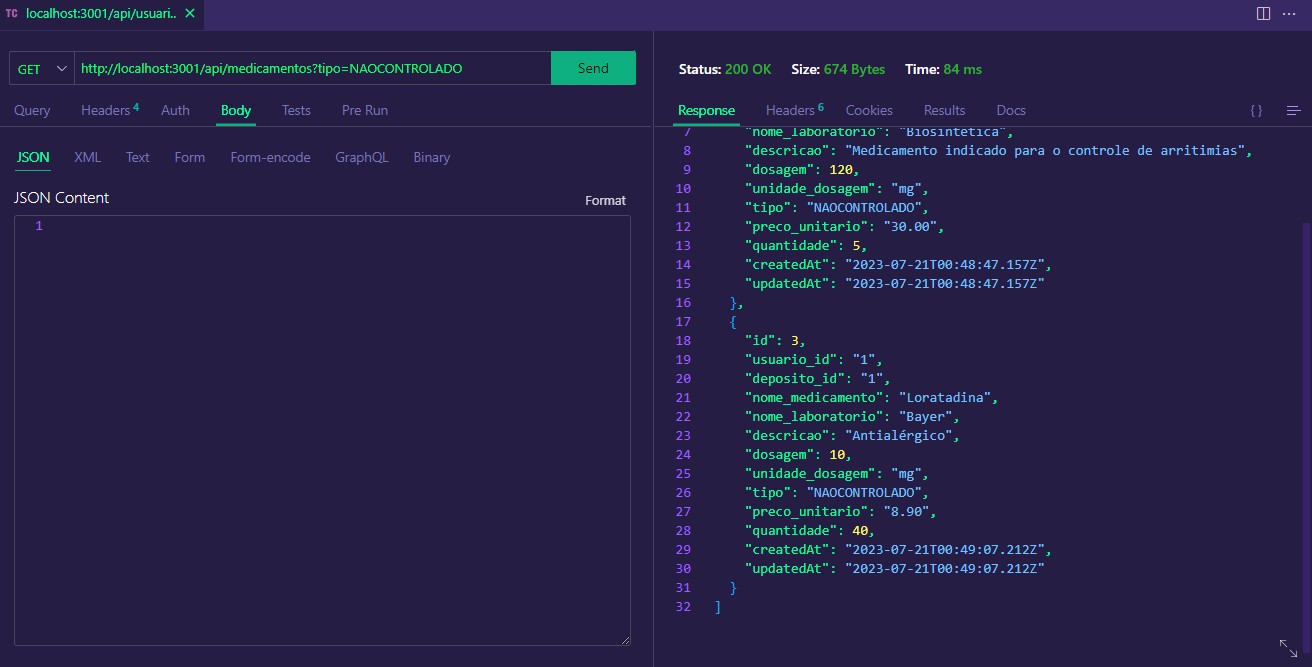 TC localhost:3001/api/usuari.. ×
GET http://localhost:3001/api/medicamentos?tipo=NAOCONTROLADO Send
Query Headers 4 Auth Body Tests Pre Run
JSON XML Text Form Form-encode GraphQL Binary
JSON Content Format
1
Status: 200 OK Size: 674 Bytes Time: 84 ms
Response Headers 6 Cookies Results Docs { }
7 "nome_laboratorio": "Biosintetica",
8 "descricao": "Medicamento indicado para o controle de arritimias",
9 "dosagem": 120,
10 "unidade_dosagem": "mg",
11 "tipo": "NAOCONTROLADO",
12 "preco_unitario": "30.00",
13 "quantidade": 5,
14 "createdAt": "2023-07-21T00:48:47.157Z",
15 "updatedAt": "2023-07-21T00:48:47.157Z"
16 },
17 {
18 "id": 3,
19 "usuario_id": "1",
20 "deposito_id": "1",
21 "nome_medicamento": "Loratadina",
22 "nome_laboratorio": "Bayer",
23 "descricao": "Antialérgico",
24 "dosagem": 10,
25 "unidade_dosagem": "mg",
26 "tipo": "NAOCONTROLADO",
27 "preco_unitario": "8.90",
28 "quantidade": 40,
29 "createdAt": "2023-07-21T00:49:07.212Z",
30 "updatedAt": "2023-07-21T00:49:07.212Z"
31 }
32 ]